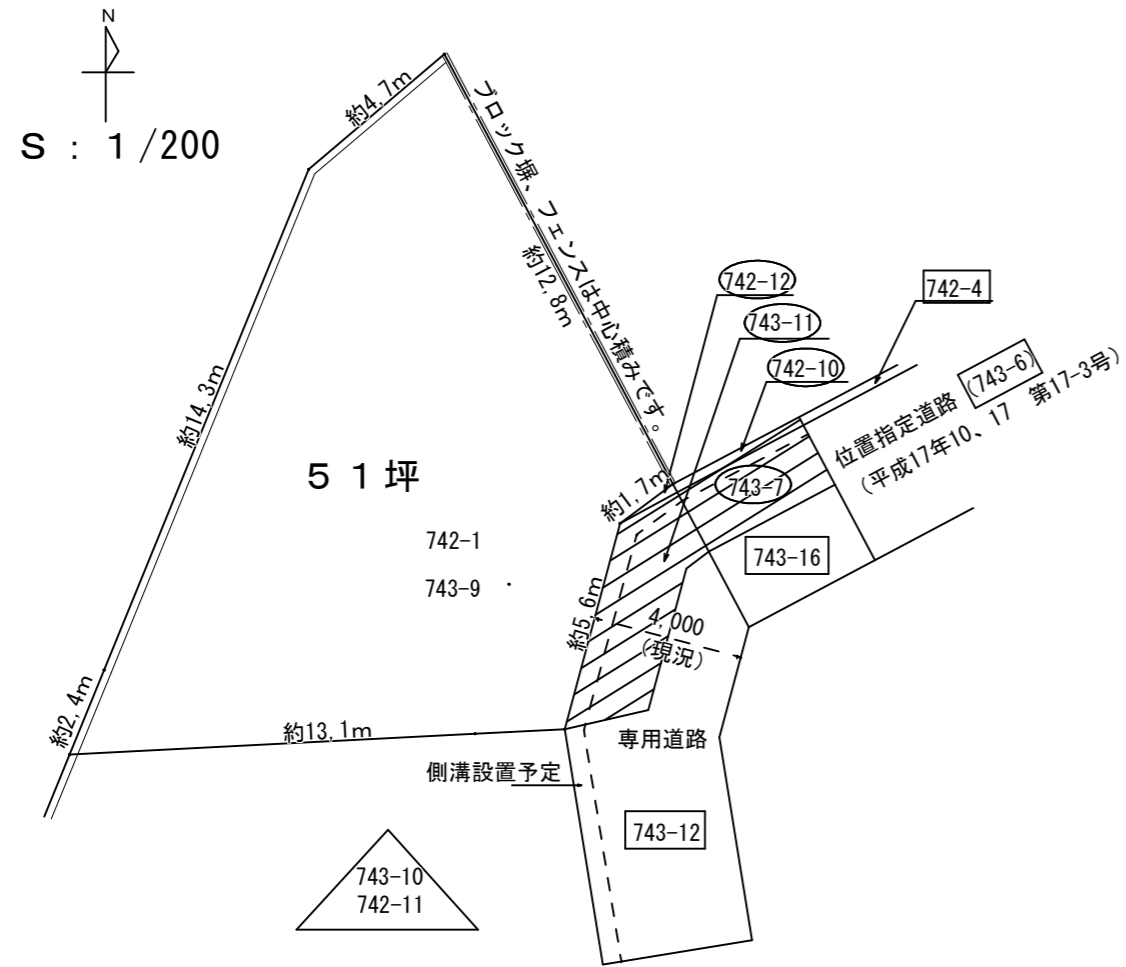 N
S : 1/200
約4,7m
ブロック塀、フェンスは中心積みです。
約12,8m
742-12
742-4
743-11
742-10
位置指定道路 (743-6)
(平成17年10、17 第17-3号)
約14,3m
51坪
約1,7m
743-7
742-1
743-16
743-9
約5,6m
4,000
(現況)
約2,4m
約13,1m
専用道路
側溝設置予定
743-12
743-10
742-11